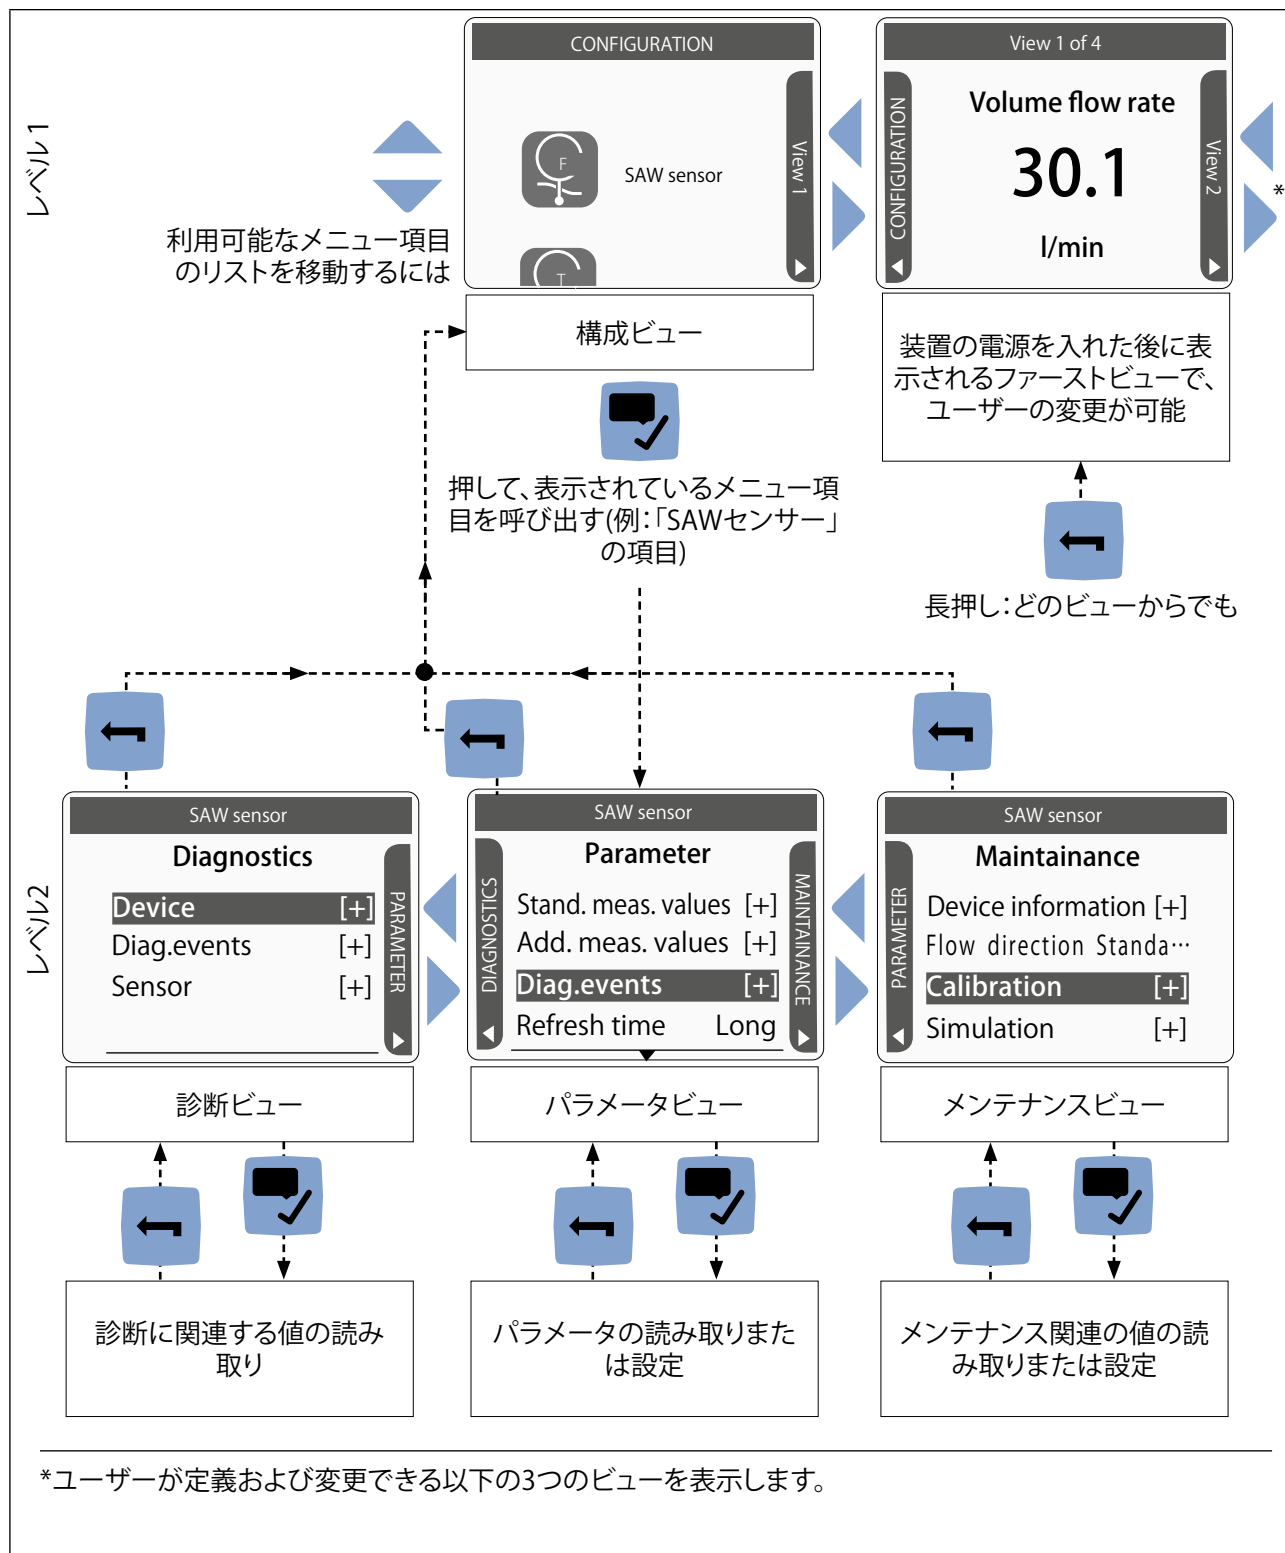 レベル 1
CONFIGURATION
F
SAW sensor
T
View 1
利用可能なメニュー項目
のリストを移動するには
View 1 of 4
CONFIGURATION
Volume flow rate
30.1
l/min
View 2
*
構成ビュー
装置の電源を入れた後に表
示されるファーストビューで、
ユーザーの変更が可能
押して、表示されているメニュー項
目を呼び出す(例：「SAWセンサー」
の項目)
長押し：どのビューからでも
レベル2
SAW sensor
Diagnostics
Device [+]
Diag.events [+]
Sensor [+]
PARAMETER
SAW sensor
DIAGNOSTICS
Parameter
Stand. meas. values [+]
Add. meas. values [+]
Diag.events [+]
Refresh time Long
MAINTAINANCE
SAW sensor
PARAMETER
Maintainance
Device information [+]
Flow direction Standa…
Calibration [+]
Simulation [+]
診断ビュー
パラメータビュー
メンテナンスビュー
診断に関連する値の読み
取り
パラメータの読み取りまた
は設定
メンテナンス関連の値の読
み取りまたは設定
*ユーザーが定義および変更できる以下の3つのビューを表示します。